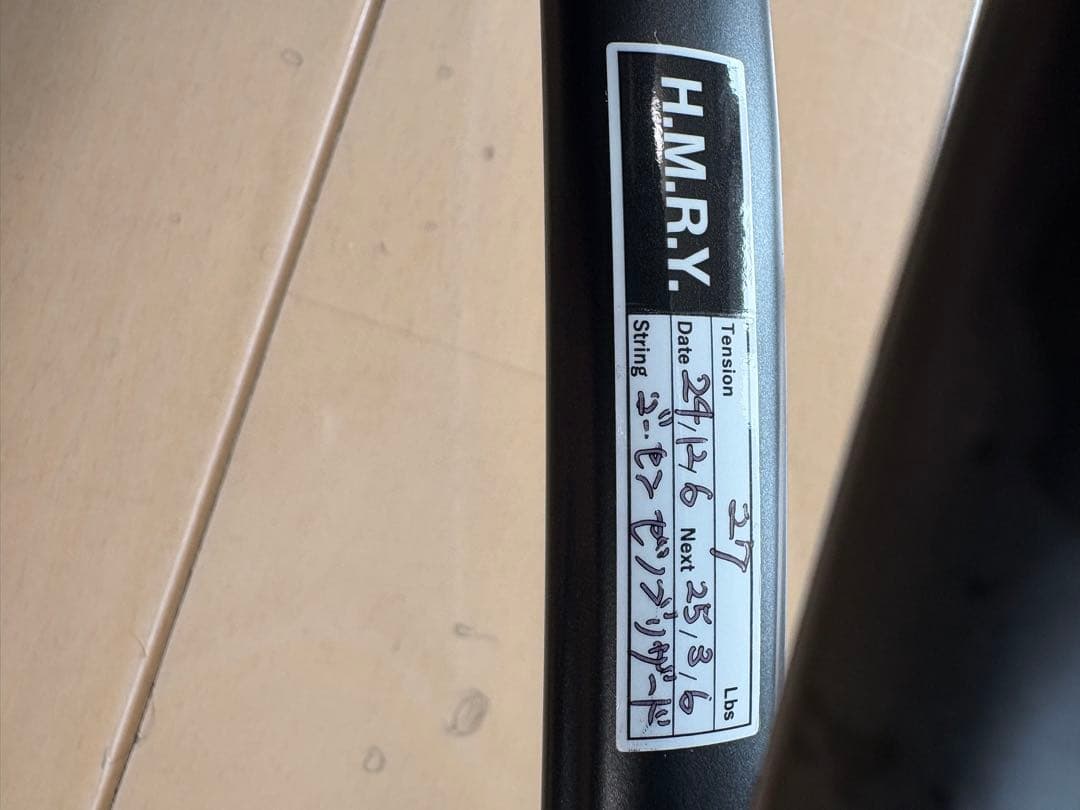 H.M.R.Y.
Tension 27 Lbs
Date 24/12/6 Next 25/3/6
String ゴーセン ゼンブリザード